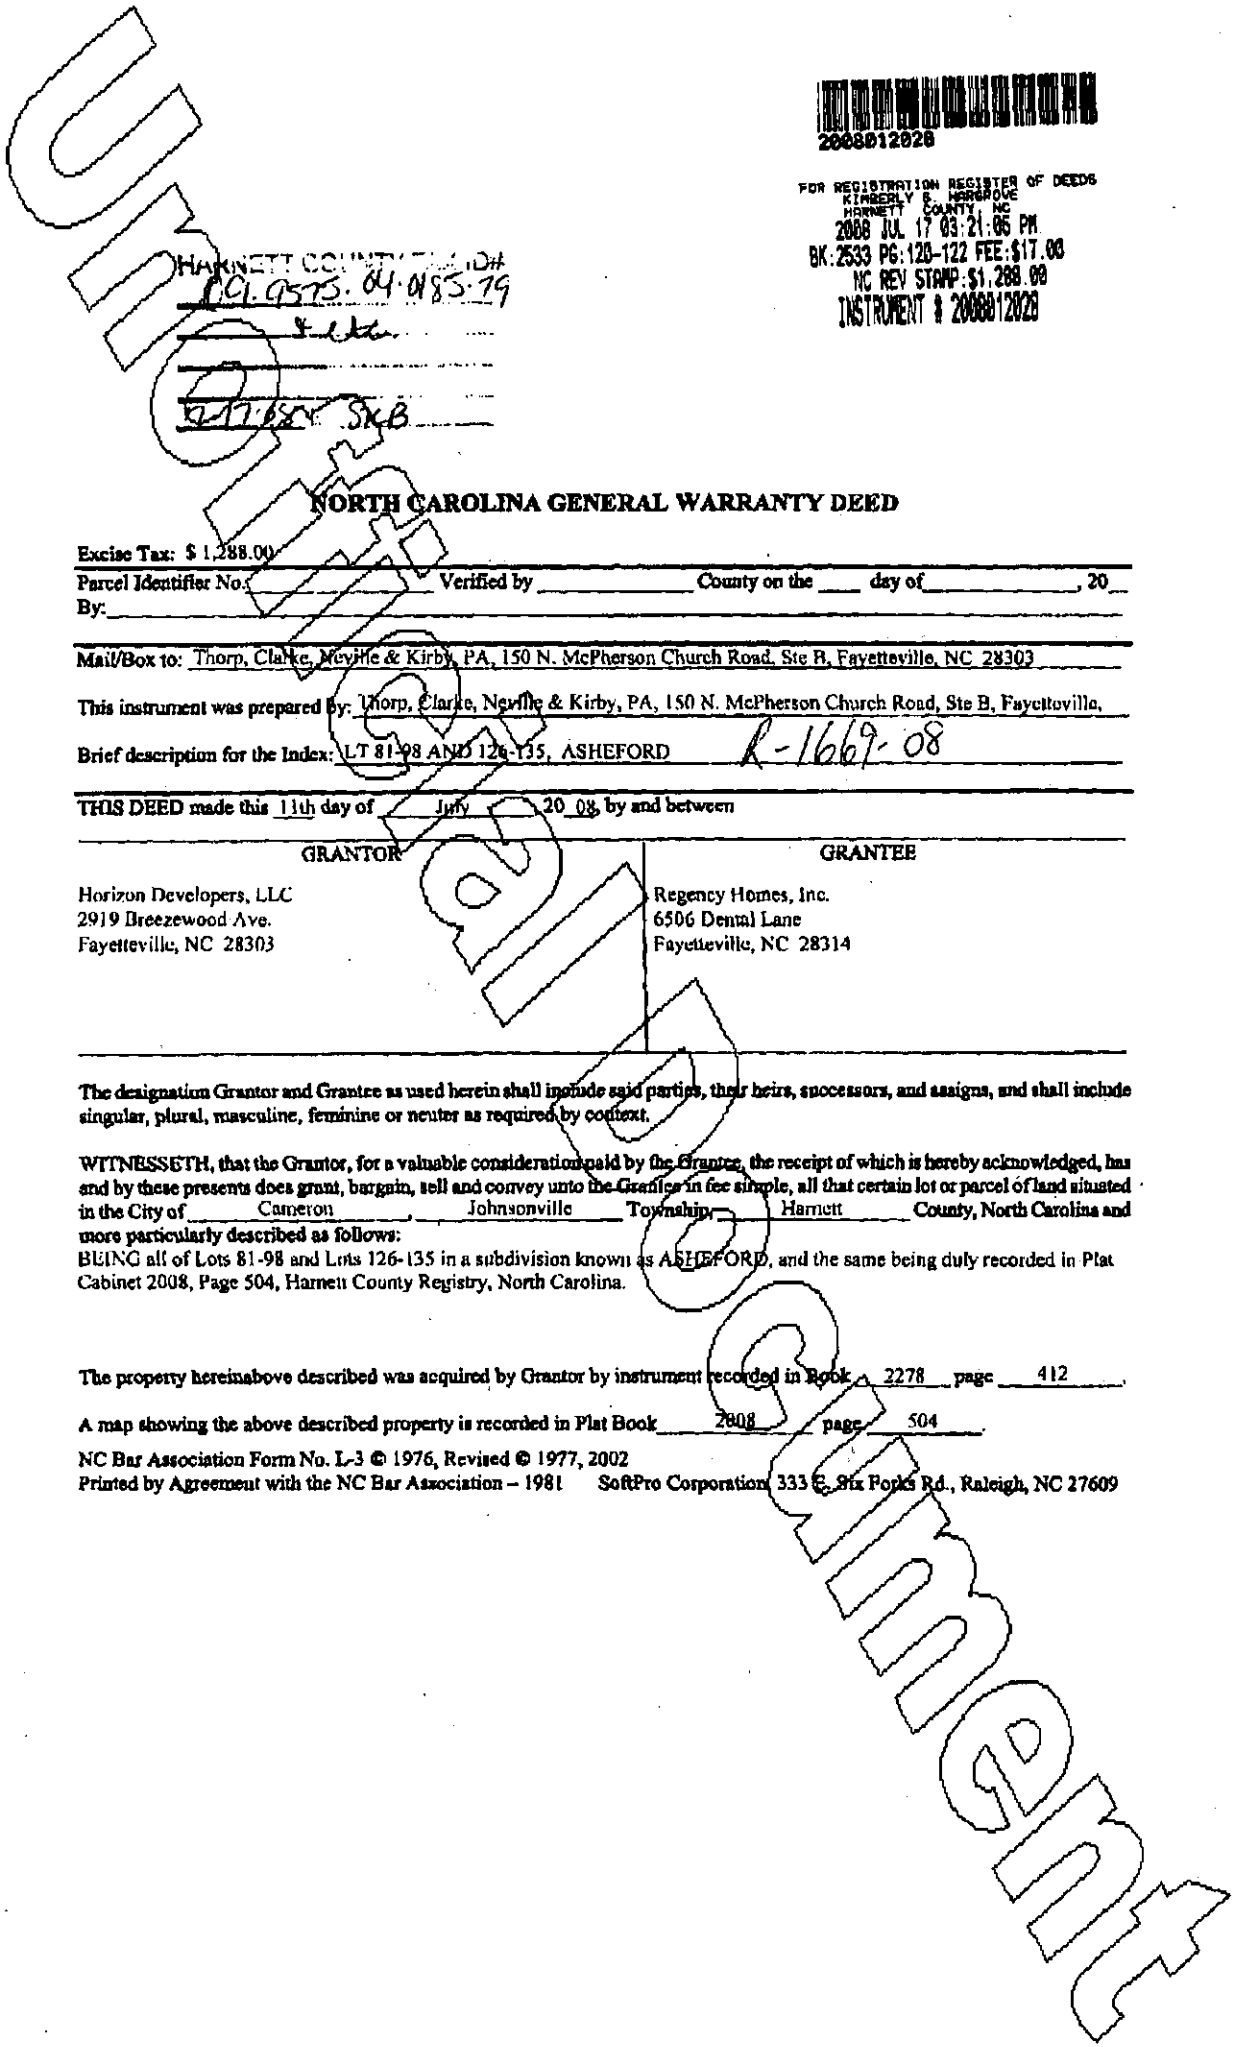 2008012028
FOR REGISTRATION REGISTER OF DEEDS
KIMBERLY S. HARGROVE
HARNETT COUNTY, NC
2008 JUL 17 03:21:05 PM
BK:2533 PG:120-122 FEE:$17.00
NC REV STAMP:$1,288.00
INSTRUMENT # 2008012028
HARNETT COUNTY ID#
9575.04.0185.79
SKB
NORTH CAROLINA GENERAL WARRANTY DEED
Excise Tax: $ 1,288.00
Parcel Identifier No. Verified by County on the day of , 20
By:
Mail/Box to: Thorp, Clarke, Neville & Kirby, PA, 150 N. McPherson Church Road, Ste B, Fayetteville, NC 28303
This instrument was prepared by: Thorp, Clarke, Neville & Kirby, PA, 150 N. McPherson Church Road, Ste B, Fayetteville,
Brief description for the Index: LT 81-98 AND 126-135, ASHEFORD R-1669-08
THIS DEED made this 11th day of July , 20 08, by and between
GRANTOR GRANTEE
Horizon Developers, LLC Regency Homes, Inc.
2919 Breezewood Ave. 6506 Dental Lane
Fayetteville, NC 28303 Fayetteville, NC 28314
The designation Grantor and Grantee as used herein shall include said parties, their heirs, successors, and assigns, and shall include
singular, plural, masculine, feminine or neuter as required by context.
WITNESSETH, that the Grantor, for a valuable consideration paid by the Grantee, the receipt of which is hereby acknowledged, has
and by these presents does grant, bargain, sell and convey unto the Grantee in fee simple, all that certain lot or parcel of land situated
in the City of Cameron , Johnsonville Township, Harnett County, North Carolina and
more particularly described as follows:
BEING all of Lots 81-98 and Lots 126-135 in a subdivision known as ASHEFORD, and the same being duly recorded in Plat
Cabinet 2008, Page 504, Harnett County Registry, North Carolina.
The property hereinabove described was acquired by Grantor by instrument recorded in Book 2278 page 412 .
A map showing the above described property is recorded in Plat Book 2008 page 504 .
NC Bar Association Form No. L-3 © 1976, Revised © 1977, 2002
Printed by Agreement with the NC Bar Association – 1981 SoftPro Corporation, 333 E. Six Forks Rd., Raleigh, NC 27609
Unofficial Document